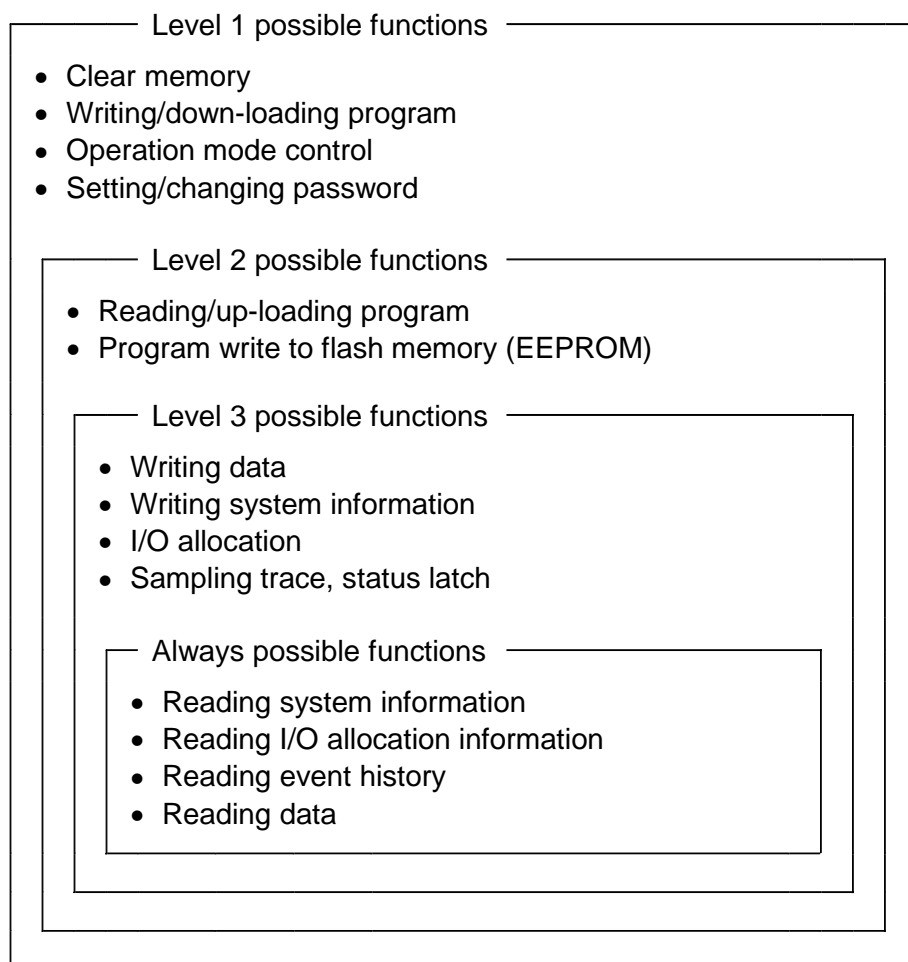 Level 1 possible functions
• Clear memory
• Writing/down-loading program
• Operation mode control
• Setting/changing password
Level 2 possible functions
• Reading/up-loading program
• Program write to flash memory (EEPROM)
Level 3 possible functions
• Writing data
• Writing system information
• I/O allocation
• Sampling trace, status latch
Always possible functions
• Reading system information
• Reading I/O allocation information
• Reading event history
• Reading data